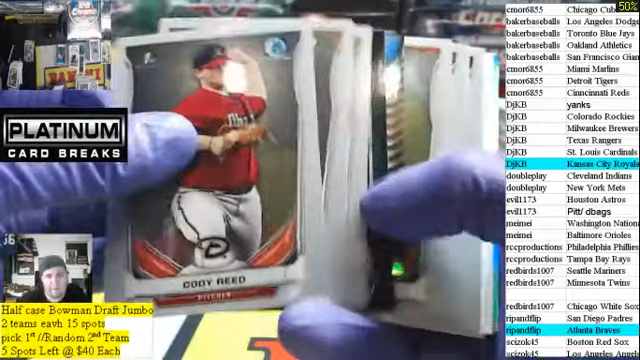 PLATINUM
CARD BREAKS
CODY REED
PITCHER
Half case Bowman Draft Jumbo
2 teams eavh 15 spots
pick 1st //Random 2nd Team
5 Spots Left @ $40 Each
50%
cmor6855 Chicago Cub
bakerbaseballs Los Angeles Dodge
bakerbaseballs Toronto Blue Jays
bakerbaseballs Oakland Athletics
bakerbaseballs San Francisco Gian
cmor6855 Miami Marlins
cmor6855 Detroit Tigers
cmor6855 Cinncinati Reds
DjKB yanks
DjKB Colorado Rockies
DjKB Milwaukee Brewers
DjKB Texas Rangers
DjKB St. Louis Cardinals
DjKB Kansas City Royals
doubleplay Cleveland Indians
doubleplay New York Mets
evil1173 Houston Astros
evil1173 Pitt/ dbags
meimei Washington Nationa
meimei Baltimore Orioles
rccproductions Philadelphia Phillies
rccproductions Tampa Bay Rays
redbirds1007 Seattle Mariners
redbirds1007 Minnesota Twins
redbirds1007 Chicago White Sox
ripandflip San Diego Padres
ripandflip Atlanta Braves
scizok45 Boston Red Sox
scizok45 Los Angeles Angels